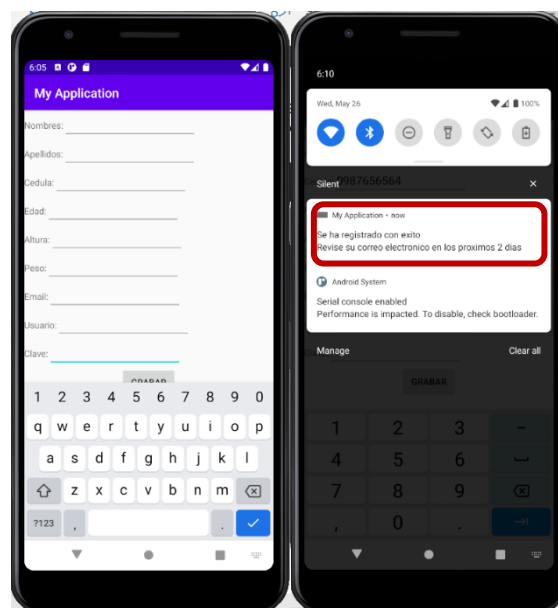 6:05
My Application
Nombres:
Apellidos:
Cedula:
Edad:
Altura:
Peso:
Email:
Usuario:
Clave:
GRABAR
1 2 3 4 5 6 7 8 9 0
q w e r t y u i o p
a s d f g h j k l
z x c v b n m
?123 , .
6:10
Wed, May 26
100%
0987656564
Silent
My Application • now
Se ha registrado con exito
Revise su correo electronico en los proximos 2 dias
Android System
Serial console enabled
Performance is impacted. To disable, check bootloader.
Manage Clear all
GRABAR
1 2 3 -
4 5 6
7 8 9
, 0 .